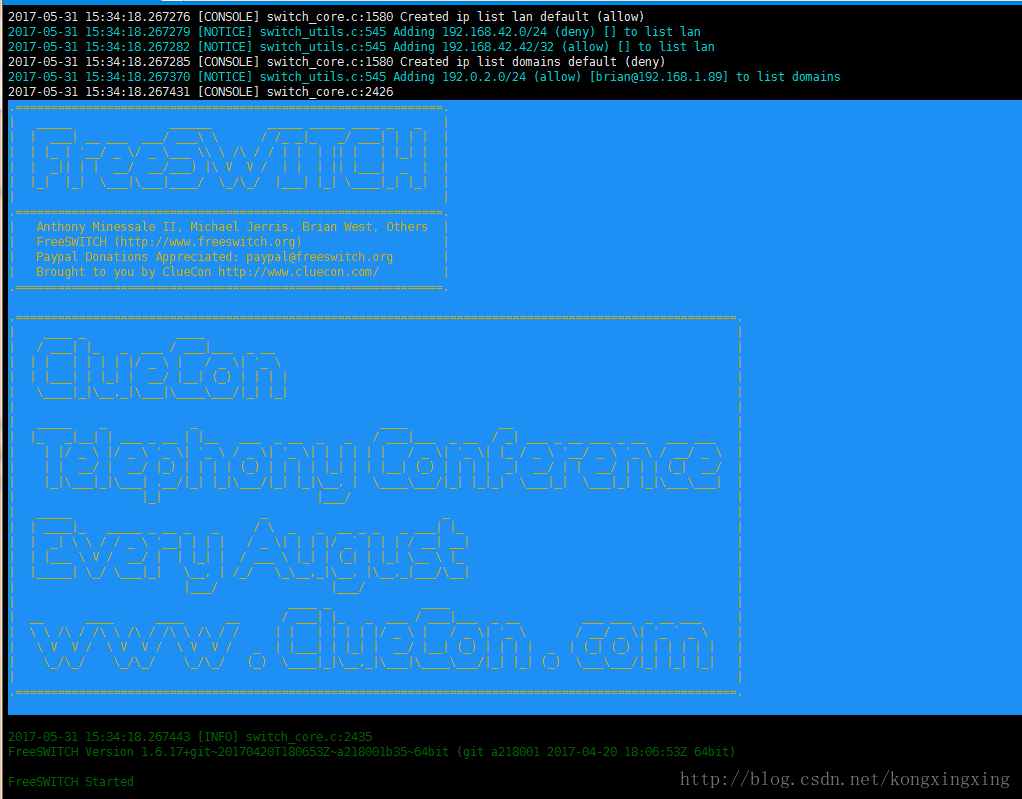 2017-05-31 15:34:18.267276 [CONSOLE] switch_core.c:1580 Created ip list lan default (allow)
2017-05-31 15:34:18.267279 [NOTICE] switch_utils.c:545 Adding 192.168.42.0/24 (deny) [] to list lan
2017-05-31 15:34:18.267282 [NOTICE] switch_utils.c:545 Adding 192.168.42.42/32 (allow) [] to list lan
2017-05-31 15:34:18.267285 [CONSOLE] switch_core.c:1580 Created ip list domains default (deny)
2017-05-31 15:34:18.267370 [NOTICE] switch_utils.c:545 Adding 192.0.2.0/24 (allow) [brian@192.168.1.89] to list domains
2017-05-31 15:34:18.267431 [CONSOLE] switch_core.c:2426
FreeSWITCH
Anthony Minessale II, Michael Jerris, Brian West, Others
FreeSWITCH (http://www.freeswitch.org)
Paypal Donations Appreciated: paypal@freeswitch.org
Brought to you by ClueCon http://www.cluecon.com/
ClueCon
Telephony Conference
Every August
www.ClueCon.com
2017-05-31 15:34:18.267443 [INFO] switch_core.c:2435
FreeSWITCH Version 1.6.17+git~20170420T180653Z~a218001b35~64bit (git a218001 2017-04-20 18:06:53Z 64bit)
FreeSWITCH Started
http://blog.csdn.net/kongxingxing